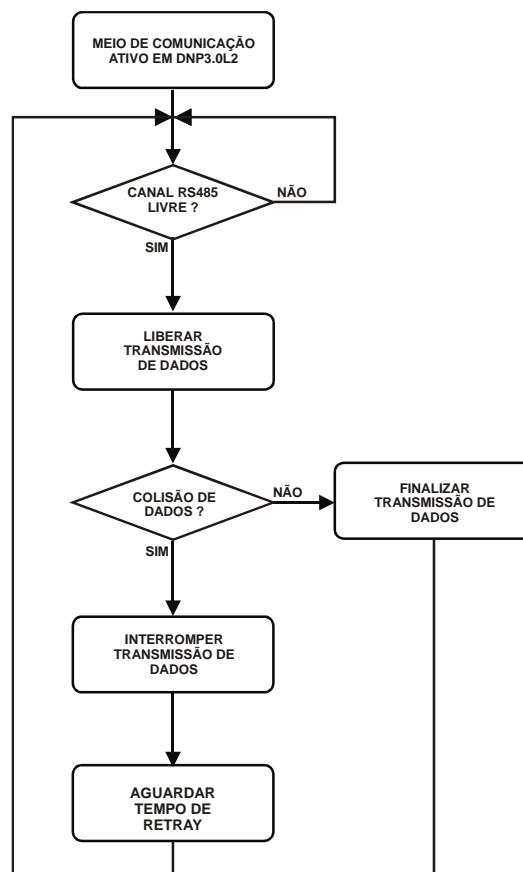 MEIO DE COMUNICAÇÃO
ATIVO EM DNP3.0L2
CANAL RS485
LIVRE ?
NÃO
SIM
LIBERAR
TRANSMISSÃO
DE DADOS
COLISÃO DE
DADOS ?
NÃO
FINALIZAR
TRANSMISSÃO DE
DADOS
SIM
INTERROMPER
TRANSMISSÃO DE
DADOS
AGUARDAR
TEMPO DE
RETRAY